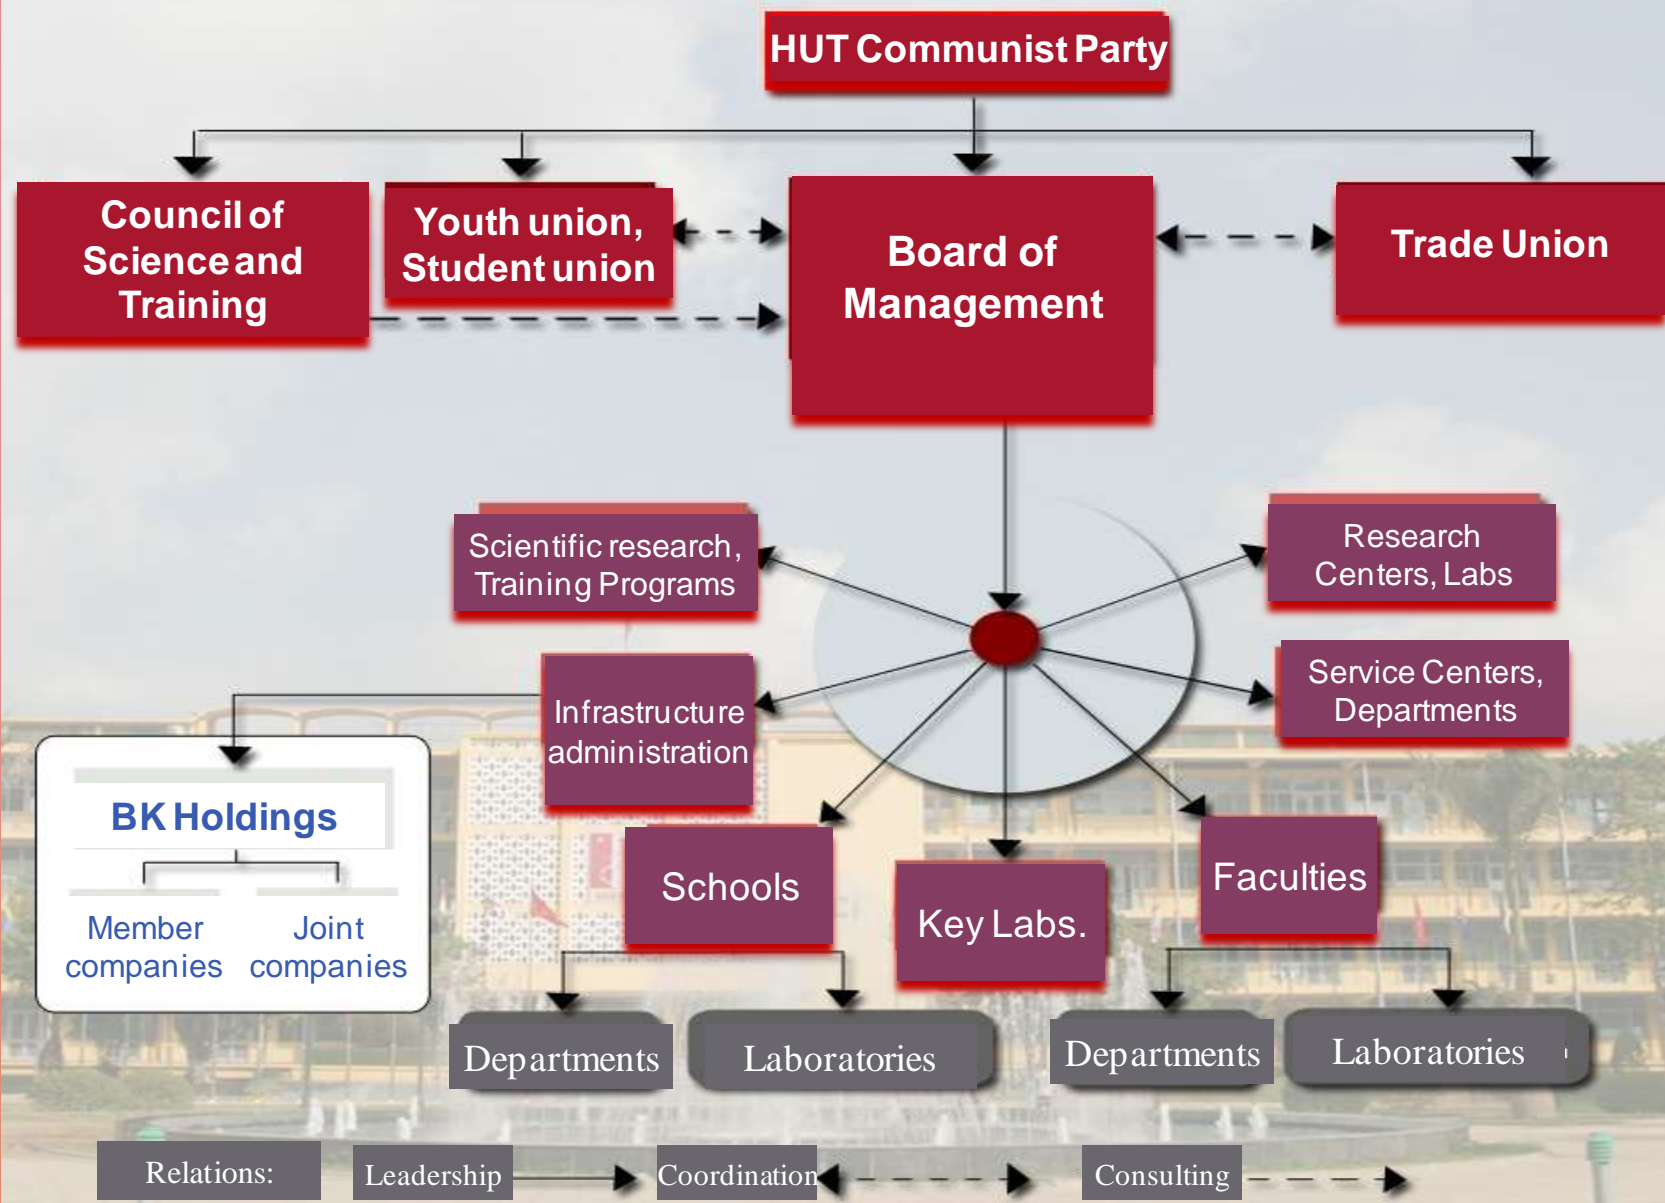 HUT Communist Party
Council of
Science and
Training
Youth union,
Student union
Board of
Management
Trade Union
Scientific research,
Training Programs
Research
Centers, Labs
Infrastructure
administration
Service Centers,
Departments
BK Holdings
Member
companies
Joint
companies
Schools
Key Labs.
Faculties
Departments
Laboratories
Departments
Laboratories
Relations:
Leadership
Coordination
Consulting